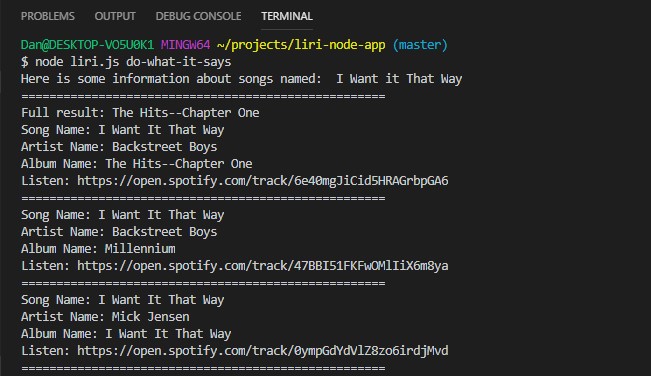 PROBLEMS OUTPUT DEBUG CONSOLE TERMINAL
Dan@DESKTOP-VO5U0K1 MINGW64 ~/projects/liri-node-app (master)
$ node liri.js do-what-it-says
Here is some information about songs named:  I Want it That Way
====================================================
Full result: The Hits--Chapter One
Song Name: I Want It That Way
Artist Name: Backstreet Boys
Album Name: The Hits--Chapter One
Listen: https://open.spotify.com/track/6e40mgJiCid5HRAGrbpGA6
====================================================
Song Name: I Want It That Way
Artist Name: Backstreet Boys
Album Name: Millennium
Listen: https://open.spotify.com/track/47BBI51FKFwOMlIiX6m8ya
====================================================
Song Name: I Want It That Way
Artist Name: Mick Jensen
Album Name: I Want It That Way
Listen: https://open.spotify.com/track/0ympGdYdVlZ8zo6irdjMvd
====================================================